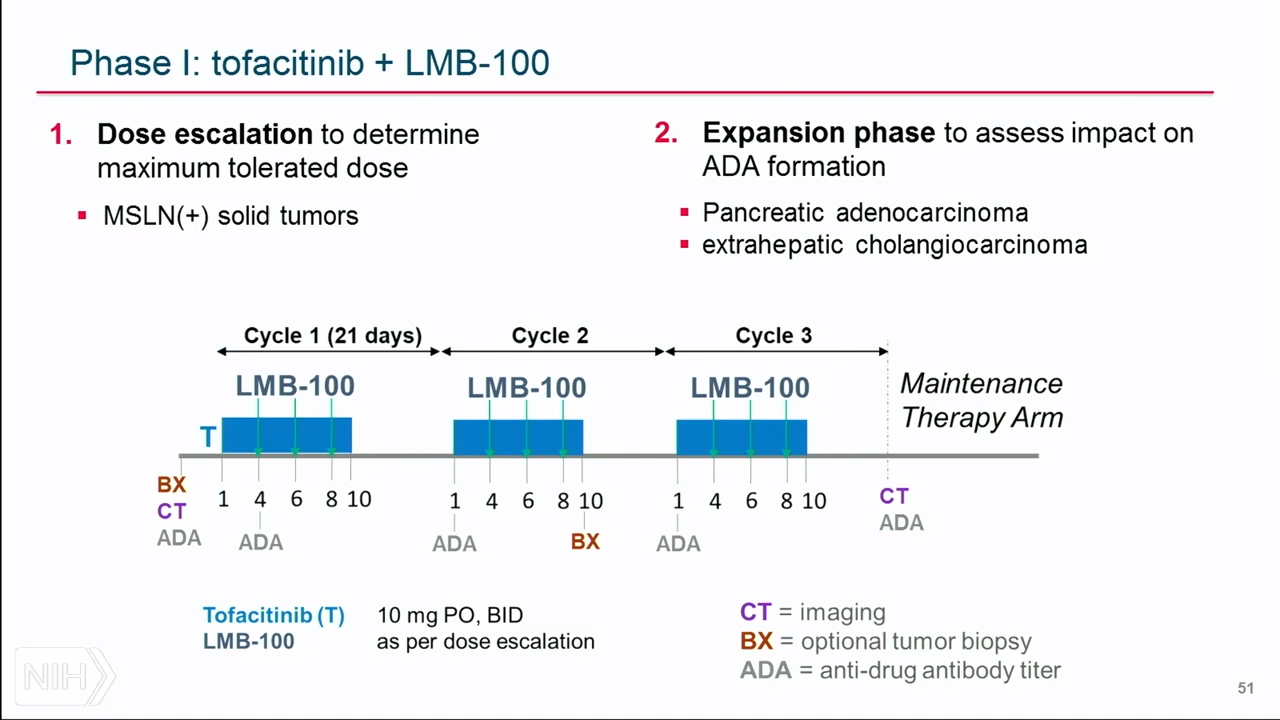 Phase I: tofacitinib + LMB-100
1. Dose escalation to determine
maximum tolerated dose
▪ MSLN(+) solid tumors
2. Expansion phase to assess impact on
ADA formation
▪ Pancreatic adenocarcinoma
▪ extrahepatic cholangiocarcinoma
Cycle 1 (21 days) Cycle 2 Cycle 3
LMB-100 LMB-100 LMB-100
Maintenance
Therapy Arm
T
1 4 6 8 10 1 4 6 8 10 1 4 6 8 10
BX
CT
ADA
ADA ADA BX ADA
CT
ADA
Tofacitinib (T) 10 mg PO, BID
LMB-100 as per dose escalation
CT = imaging
BX = optional tumor biopsy
ADA = anti-drug antibody titer
NIH
51